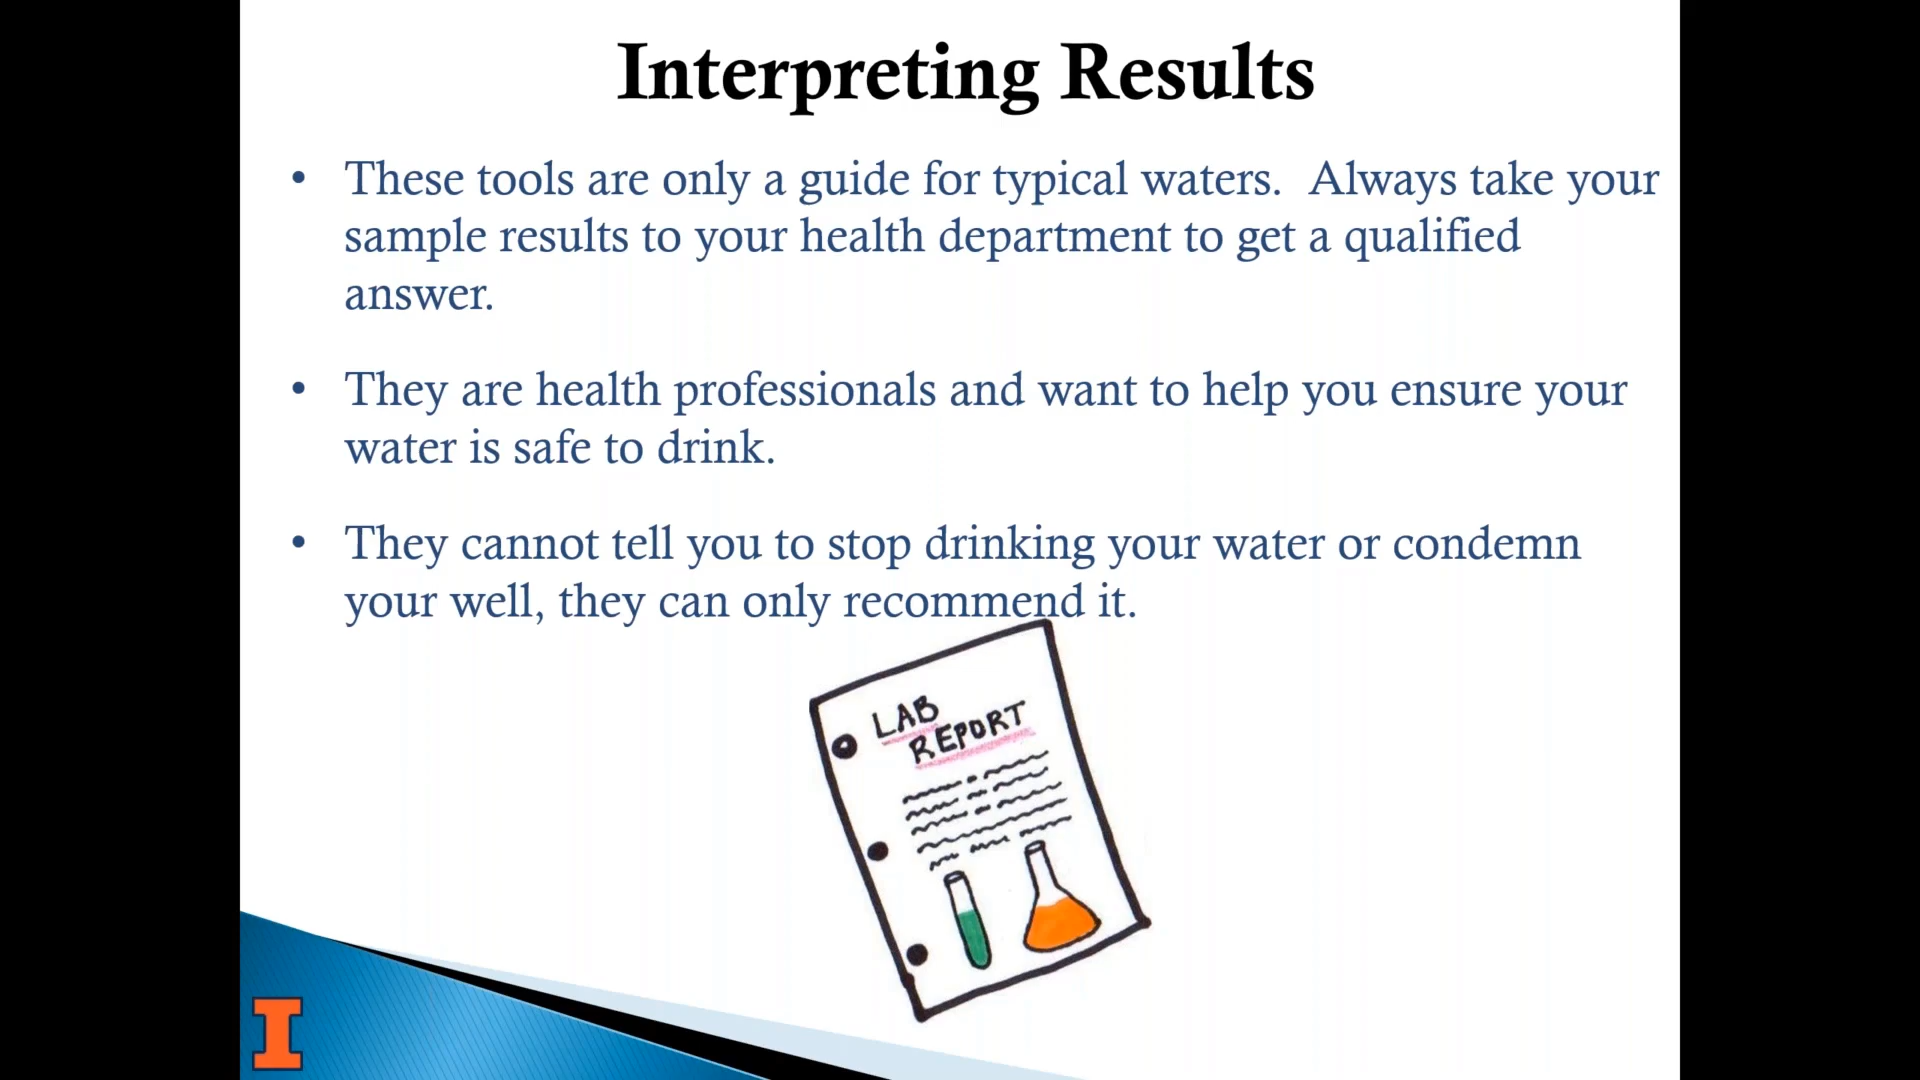 Interpreting Results
• These tools are only a guide for typical waters.  Always take your
sample results to your health department to get a qualified
answer.
• They are health professionals and want to help you ensure your
water is safe to drink.
• They cannot tell you to stop drinking your water or condemn
your well, they can only recommend it.
LAB
REPORT
I